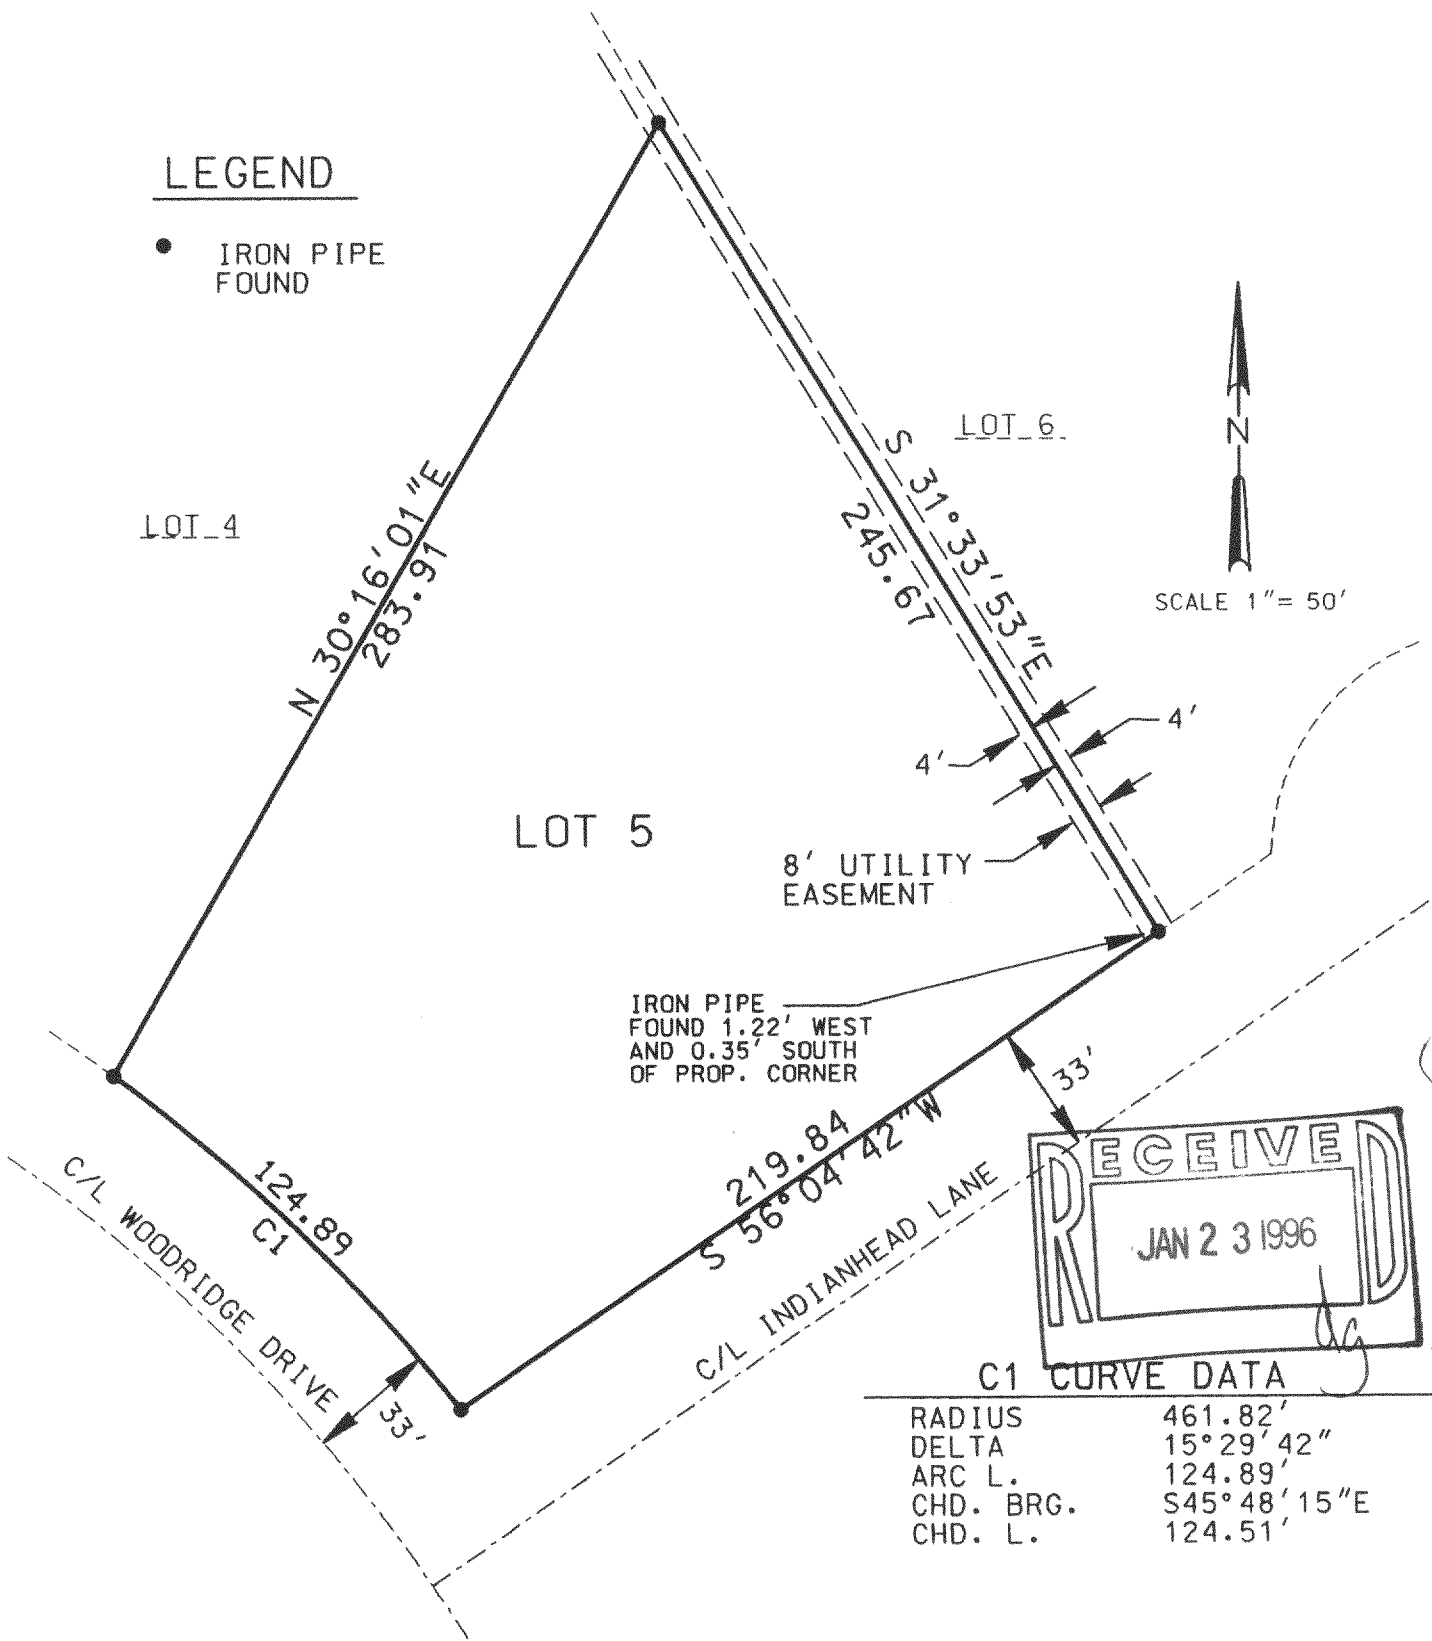 LEGEND
IRON PIPE
FOUND
LOT 6
N
LOT 4
N 30°16'01"E
283.91
S 31°33'53"E
245.67
SCALE 1"= 50'
4'
4'
LOT 5
8' UTILITY
EASEMENT
IRON PIPE
FOUND 1.22' WEST
AND 0.35' SOUTH
OF PROP. CORNER
33'
219.84
S 56°04'42"W
124.89
C1
C/L WOODRIDGE DRIVE
33'
C/L INDIANHEAD LANE
RECEIVED
JAN 23 1996
dg
C1 CURVE DATA
RADIUS 461.82'
DELTA 15°29'42"
ARC L. 124.89'
CHD. BRG. S45°48'15"E
CHD. L. 124.51'